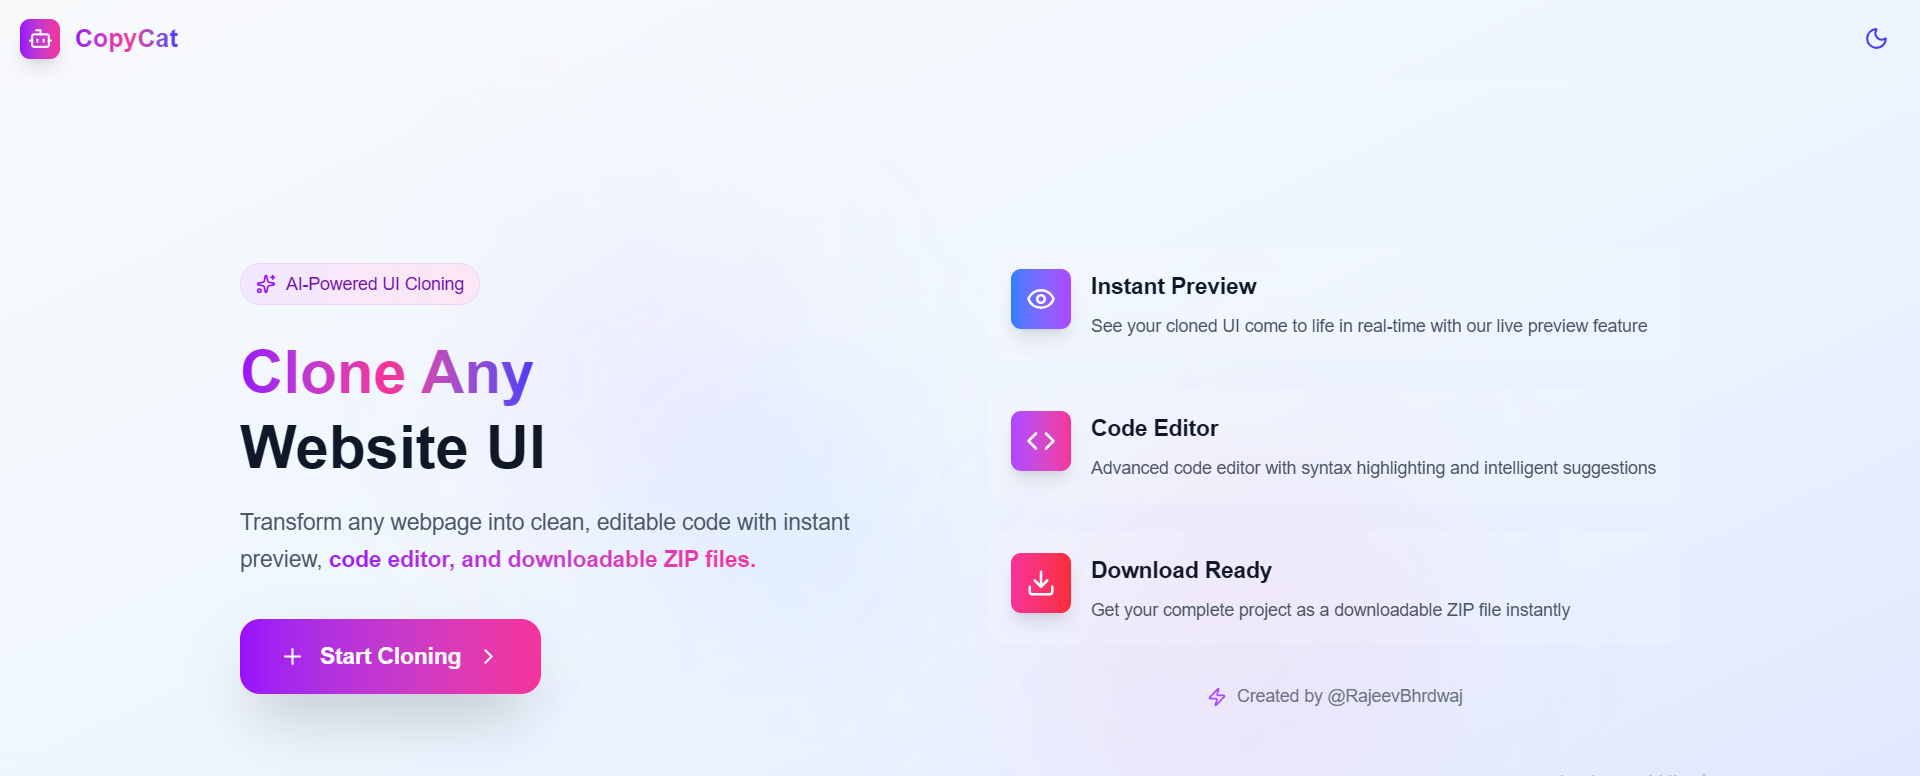 CopyCat
AI-Powered UI Cloning
Clone Any
Website UI
Transform any webpage into clean, editable code with instant
preview, code editor, and downloadable ZIP files.
Start Cloning
Instant Preview
See your cloned UI come to life in real-time with our live preview feature
Code Editor
Advanced code editor with syntax highlighting and intelligent suggestions
Download Ready
Get your complete project as a downloadable ZIP file instantly
Created by @RajeevBhrdwaj